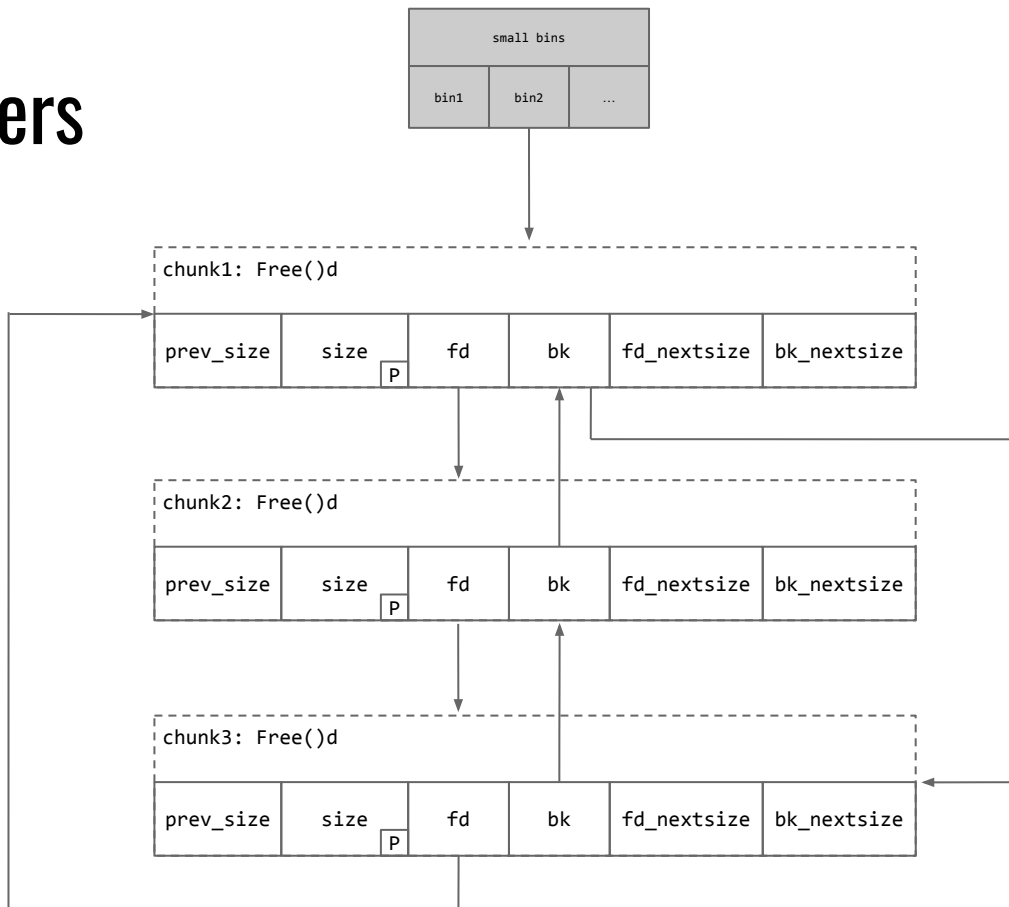 ers
small bins
bin1 bin2 ...
chunk1: Free()d
prev_size size P fd bk fd_nextsize bk_nextsize
chunk2: Free()d
prev_size size P fd bk fd_nextsize bk_nextsize
chunk3: Free()d
prev_size size P fd bk fd_nextsize bk_nextsize